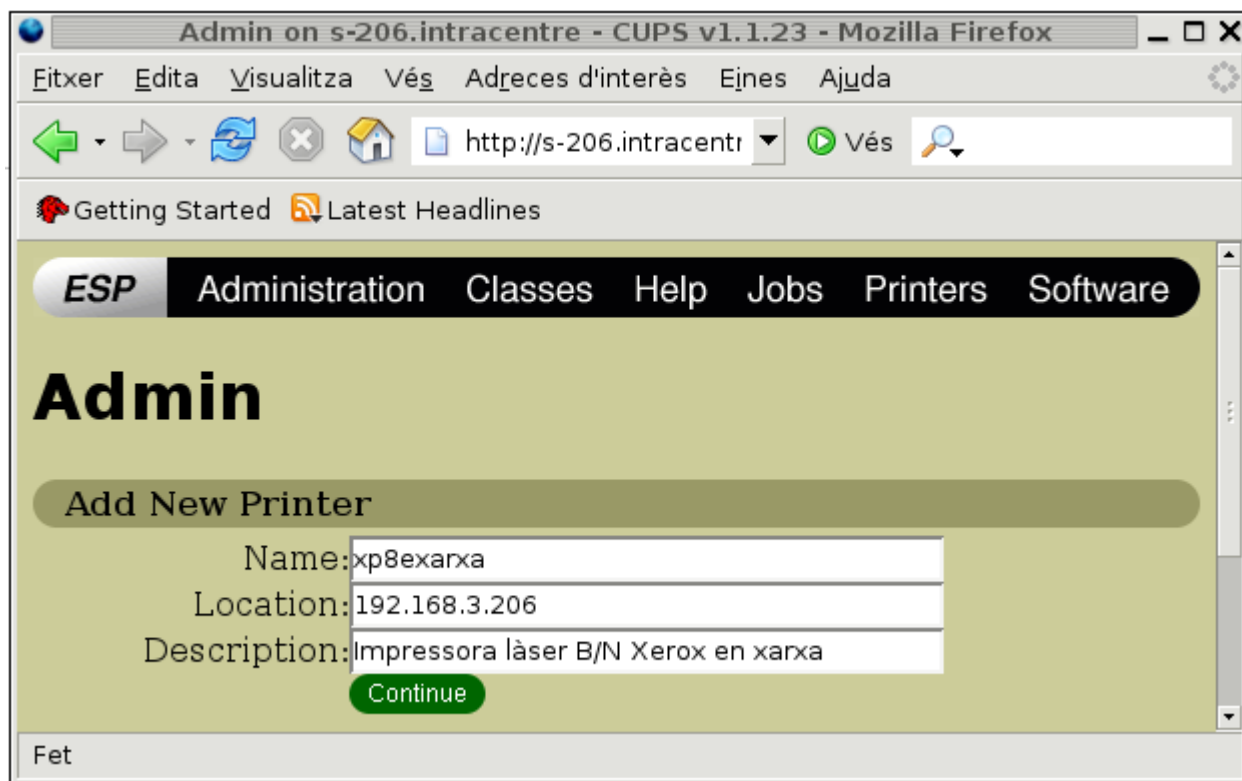 Admin on s-206.intracentre - CUPS v1.1.23 - Mozilla Firefox
Fitxer Edita Visualitza Vés Adreces d'interès Eines Ajuda
http://s-206.intracentr Vés
Getting Started Latest Headlines
ESP Administration Classes Help Jobs Printers Software
Admin
Add New Printer
Name: xp8exarxa
Location: 192.168.3.206
Description: Impressora làser B/N Xerox en xarxa
Continue
Fet